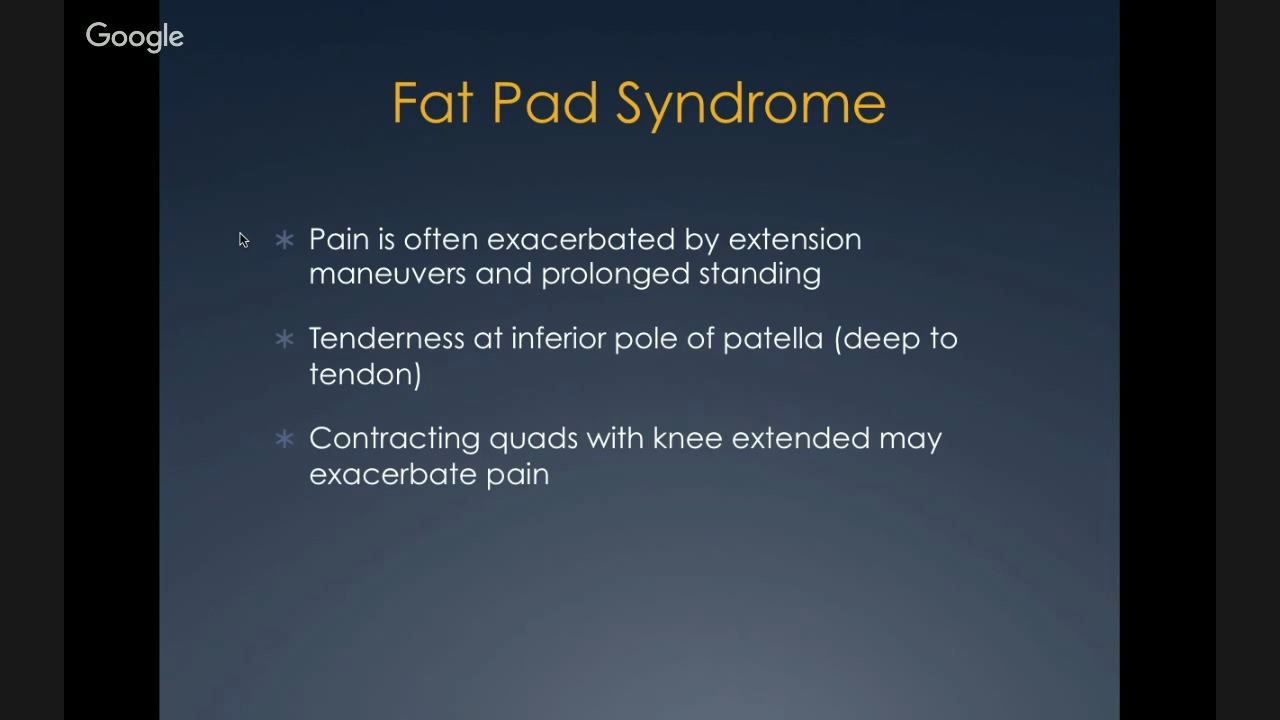 Google
Fat Pad Syndrome
* Pain is often exacerbated by extension
maneuvers and prolonged standing
* Tenderness at inferior pole of patella (deep to
tendon)
* Contracting quads with knee extended may
exacerbate pain